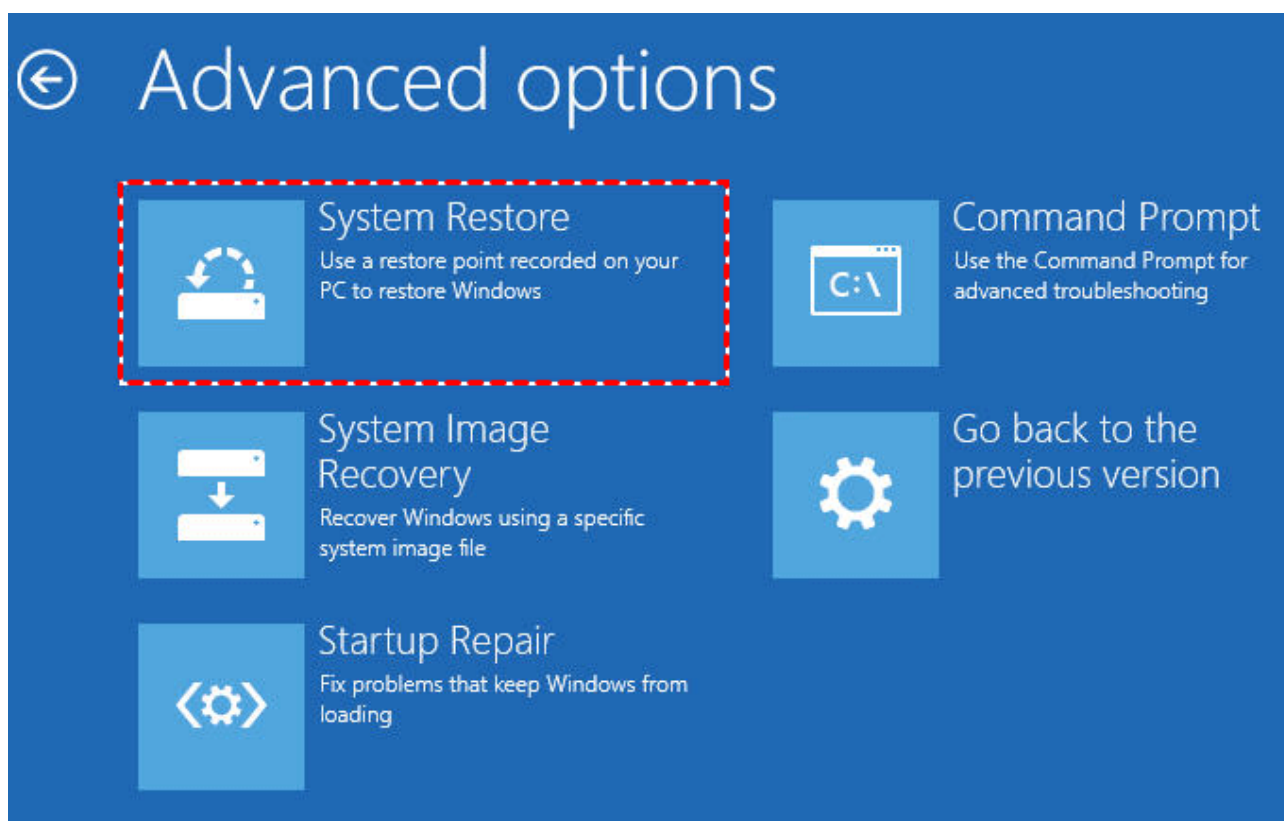 Advanced options
System Restore
Use a restore point recorded on your
PC to restore Windows
Command Prompt
Use the Command Prompt for
advanced troubleshooting
C:\
System Image
Recovery
Recover Windows using a specific
system image file
Go back to the
previous version
Startup Repair
Fix problems that keep Windows from
loading